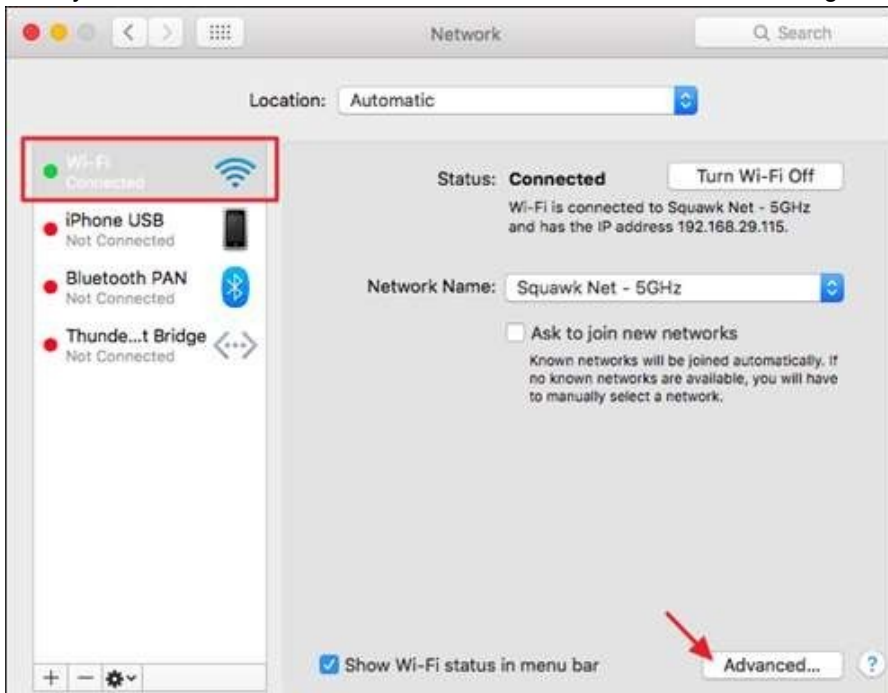 Network
Search
Location: Automatic
Wi-Fi
Connected
iPhone USB
Not Connected
Bluetooth PAN
Not Connected
Thunde...t Bridge
Not Connected
Status: Connected
Turn Wi-Fi Off
Wi-Fi is connected to Squawk Net - 5GHz
and has the IP address 192.168.29.115.
Network Name: Squawk Net - 5GHz
Ask to join new networks
Known networks will be joined automatically. If
no known networks are available, you will have
to manually select a network.
Show Wi-Fi status in menu bar
Advanced...
?